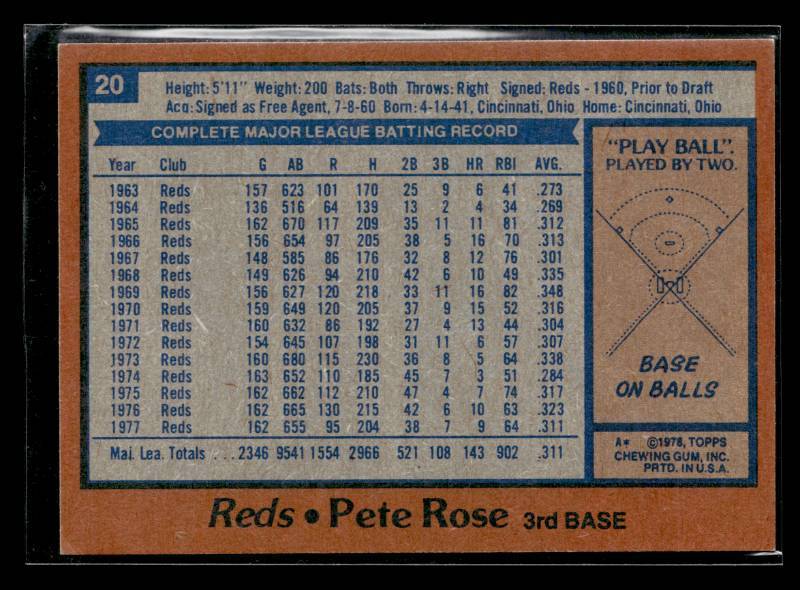 20
Height: 5'11" Weight: 200 Bats: Both Throws: Right Signed: Reds - 1960, Prior to Draft
Acq: Signed as Free Agent, 7-8-60 Born: 4-14-41, Cincinnati, Ohio Home: Cincinnati, Ohio
COMPLETE MAJOR LEAGUE BATTING RECORD
Year Club G AB R H 2B 3B HR RBI AVG.
1963 Reds 157 623 101 170 25 9 6 41 .273
1964 Reds 136 516 64 139 13 2 4 34 .269
1965 Reds 162 670 117 209 35 11 11 81 .312
1966 Reds 156 654 97 205 38 5 16 70 .313
1967 Reds 148 585 86 176 32 8 12 76 .301
1968 Reds 149 626 94 210 42 6 10 49 .335
1969 Reds 156 627 120 218 33 11 16 82 .348
1970 Reds 159 649 120 205 37 9 15 52 .316
1971 Reds 160 632 86 192 27 4 13 44 .304
1972 Reds 154 645 107 198 31 11 6 57 .307
1973 Reds 160 680 115 230 36 8 5 64 .338
1974 Reds 163 652 110 185 45 7 3 51 .284
1975 Reds 162 662 112 210 47 4 7 74 .317
1976 Reds 162 665 130 215 42 6 10 63 .323
1977 Reds 162 655 95 204 38 7 9 64 .311
Maj. Lea. Totals . . . 2346 9541 1554 2966 521 108 143 902 .311
"PLAY BALL".
PLAYED BY TWO.
BASE
ON BALLS
A* ©1978, TOPPS
CHEWING GUM, INC.
PRTD. IN U.S.A.
Reds • Pete Rose 3rd BASE